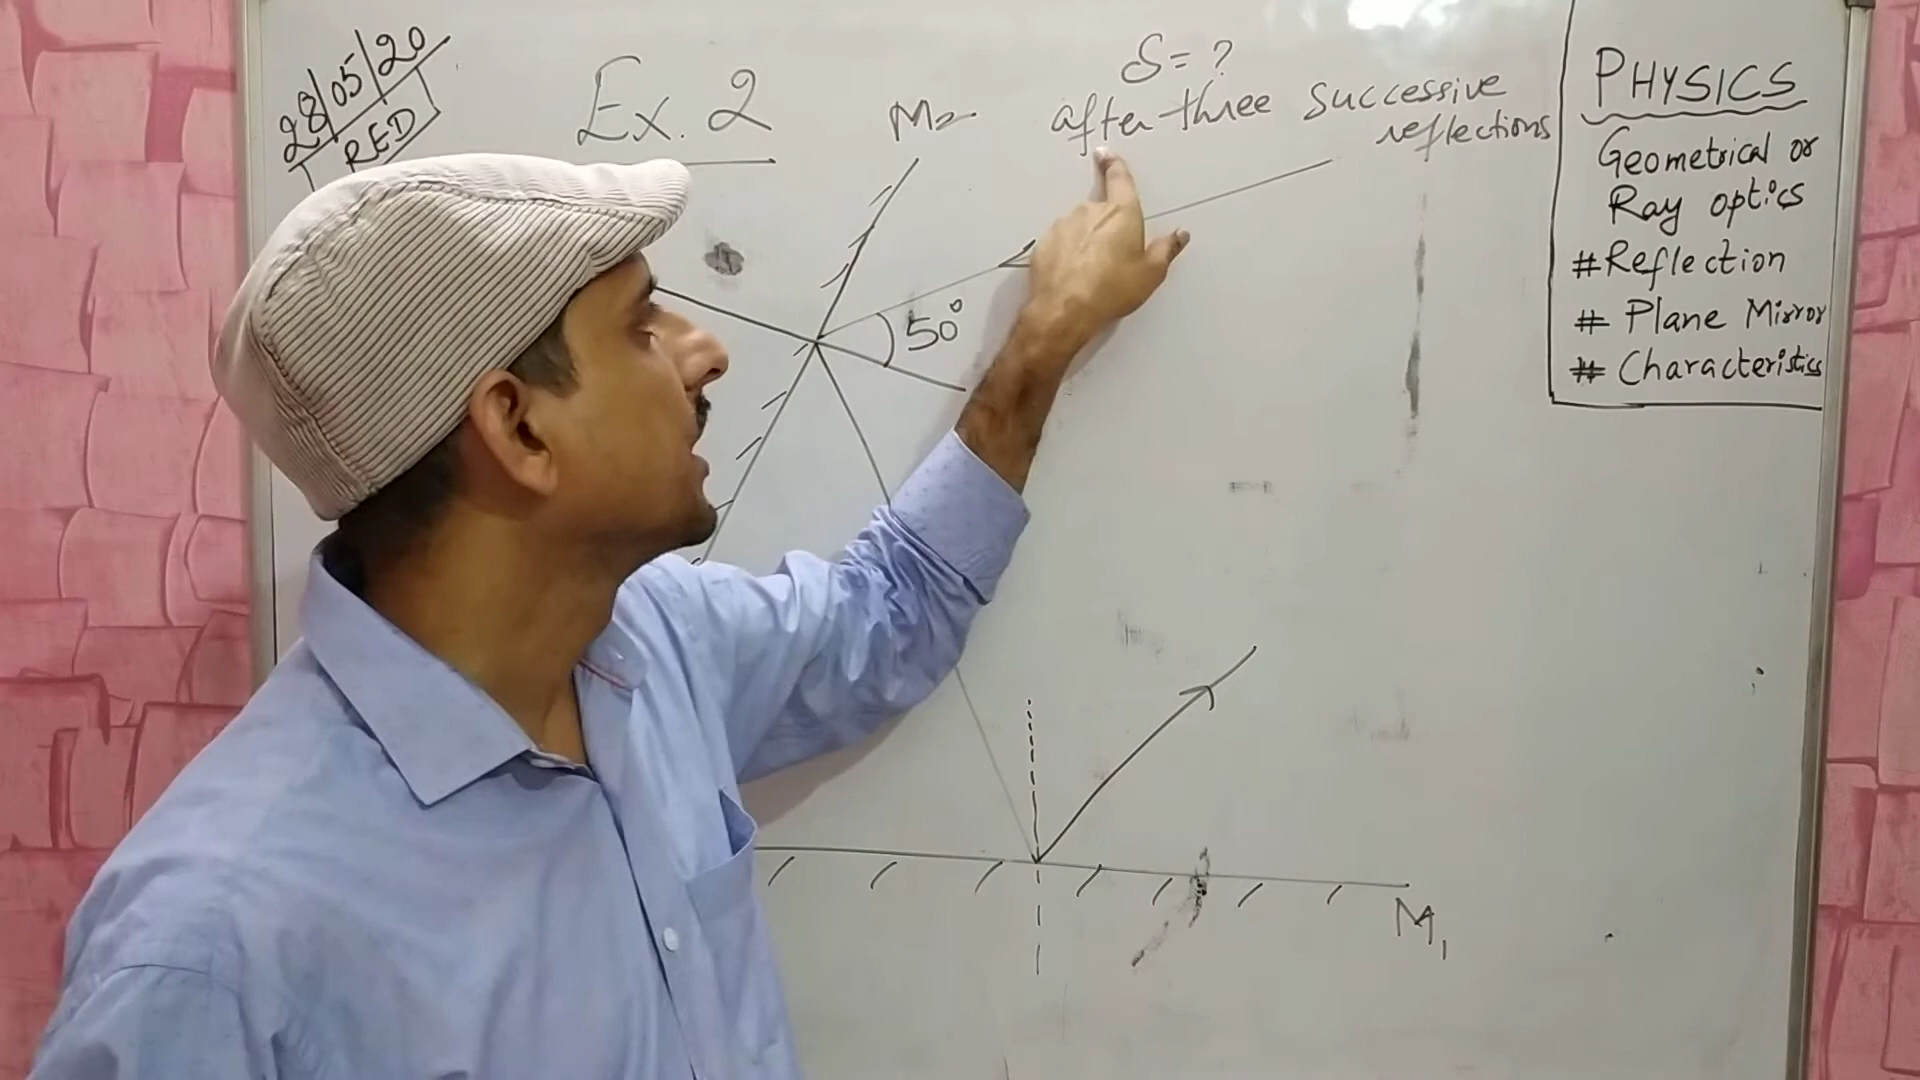 28/05/20
RED
Ex. 2
M2
δ = ?
after three successive
reflections
50°
M1
PHYSICS
Geometrical or
Ray optics
# Reflection
# Plane Mirror
# Characteristics